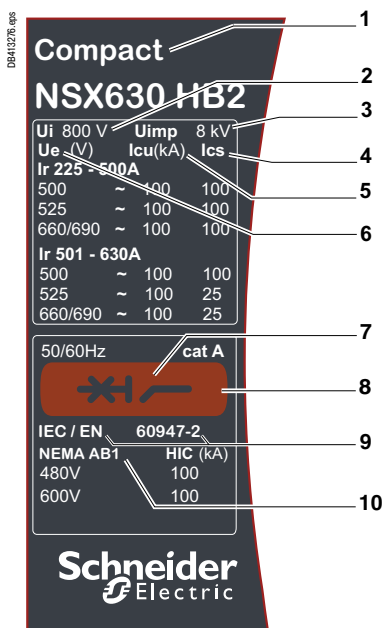 DB413276.eps
1
Compact
2
NSX630 HB2
3
Ui 800 V Uimp 8 kV
Ue (V) Icu(kA) Ics
4
Ir 225 - 500A
5
500 ~ 100 100
525 ~ 100 100
6
660/690 ~ 100 100
Ir 501 - 630A
500 ~ 100 100
525 ~ 100 25
660/690 ~ 100 25
7
50/60Hz cat A
8
IEC / EN 60947-2
9
NEMA AB1 HIC (kA)
480V 100
600V 100
10
Schneider
Electric